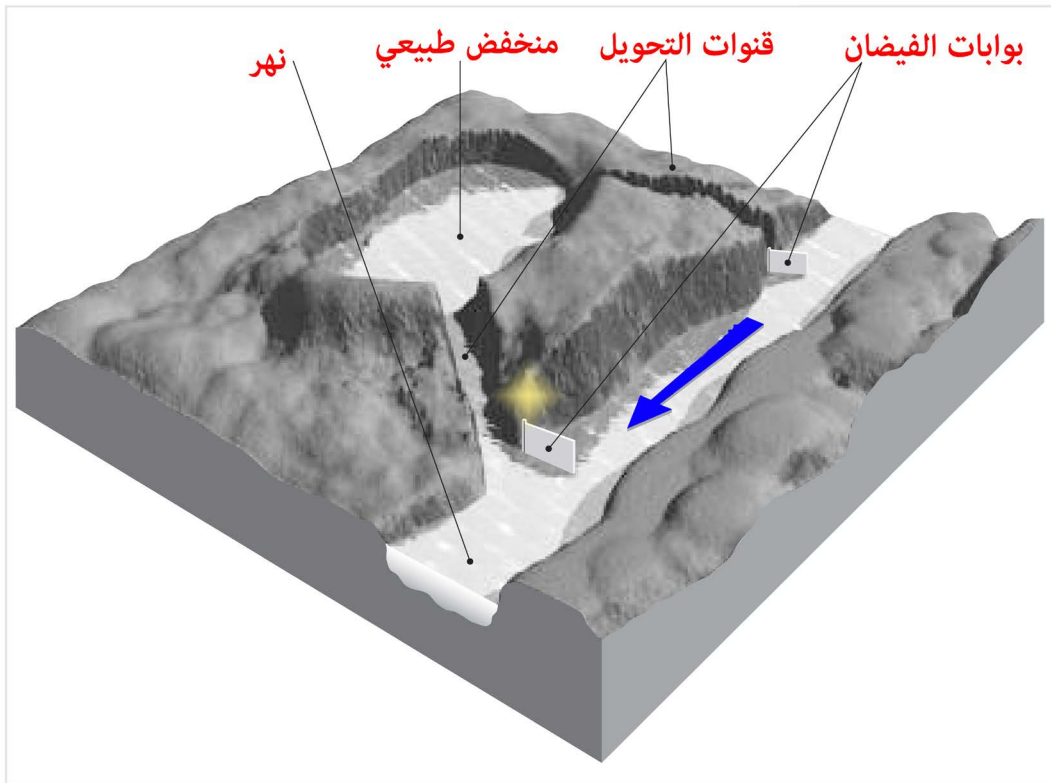 بوابات الفيضان
قنوات التحويل
منخفض طبيعي
نهر